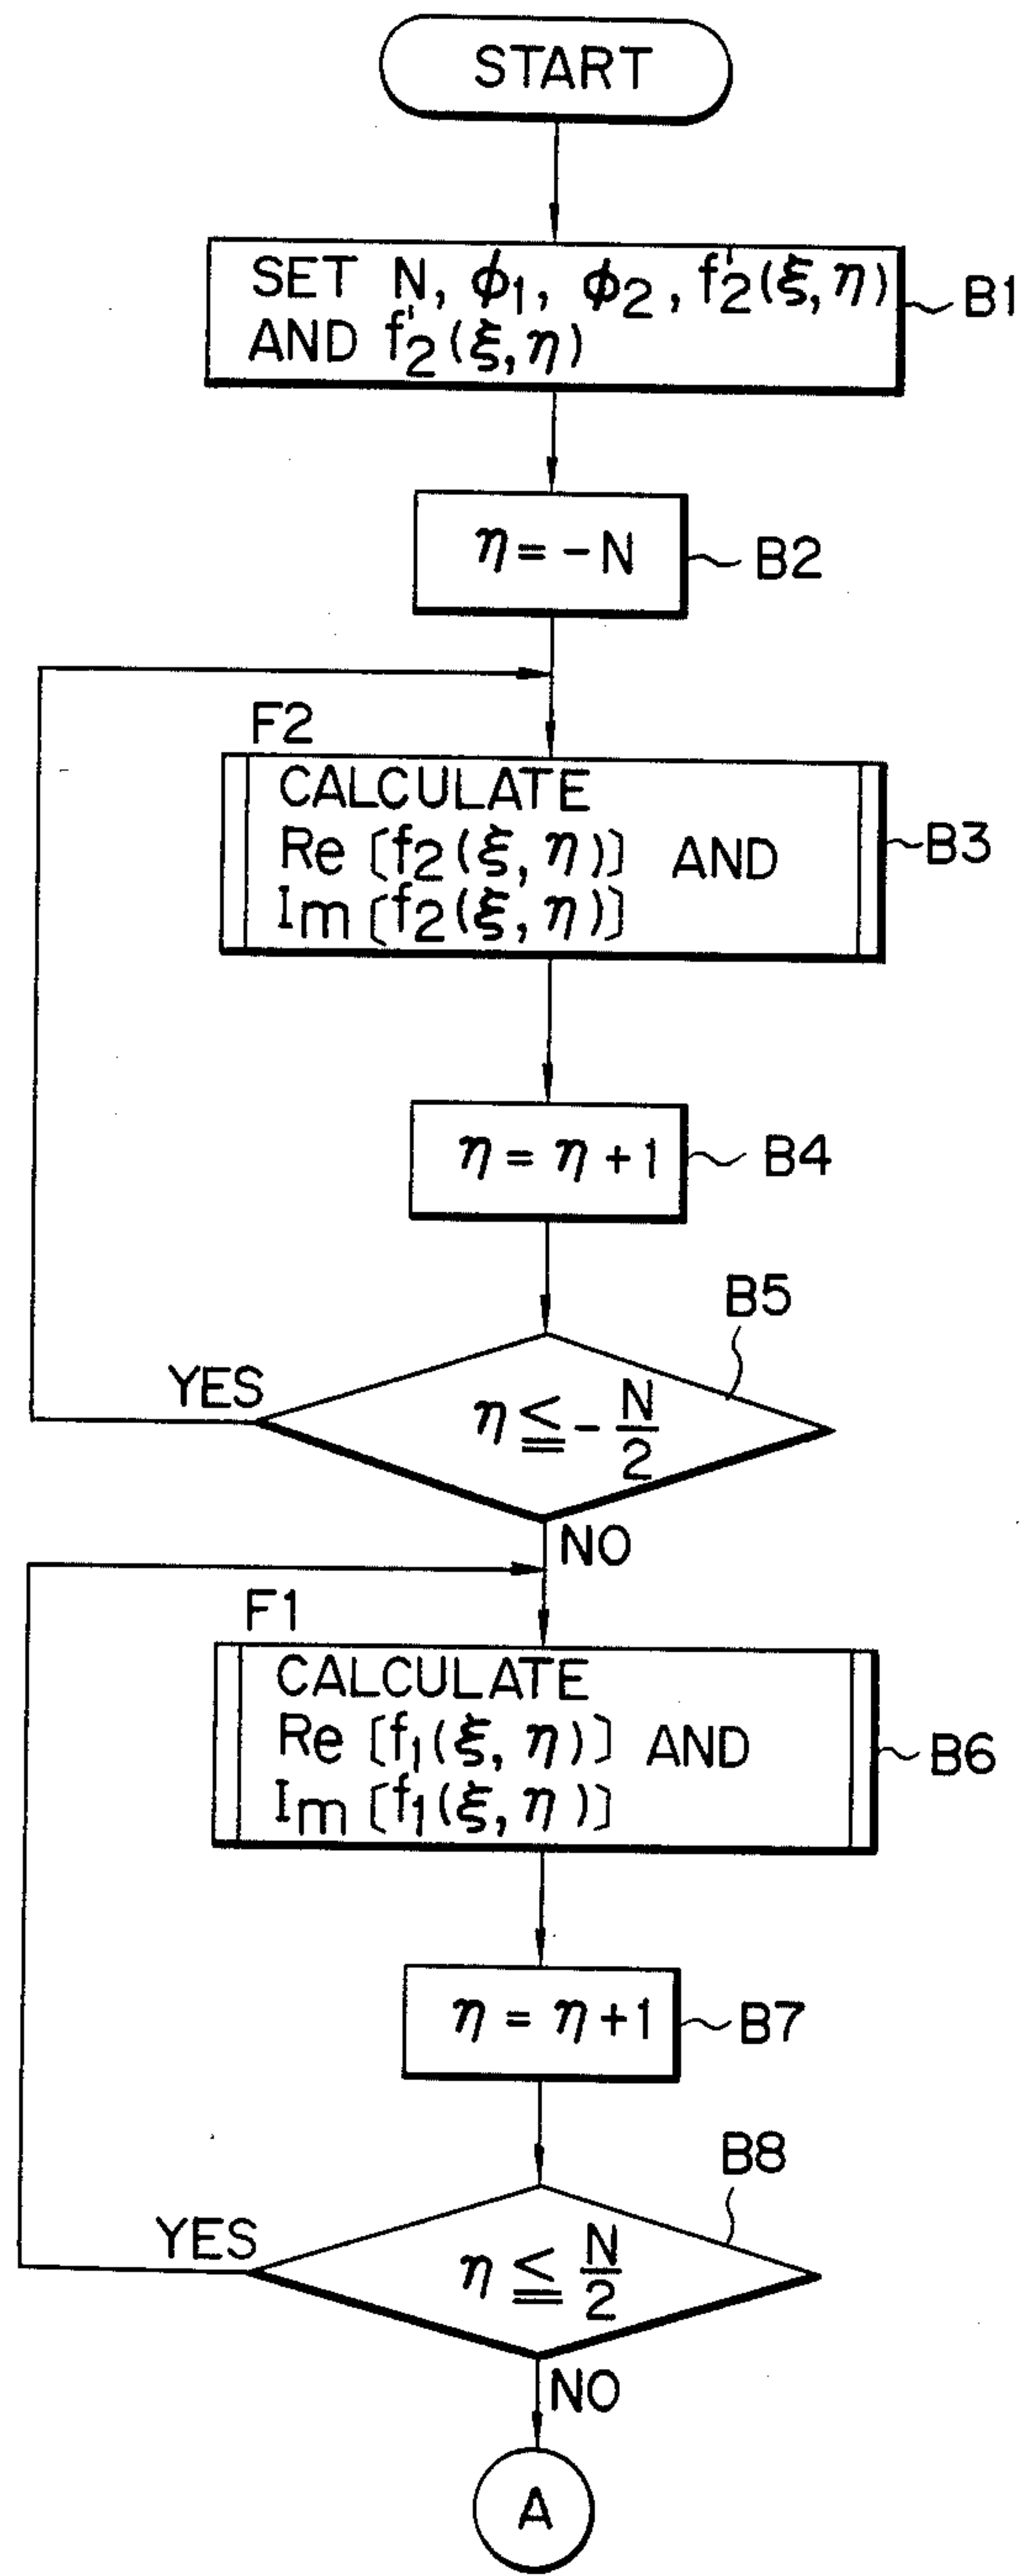 START
SET N, ϕ1, ϕ2, f'2(ξ, η)
AND f'2(ξ, η)
B1
η = -N
B2
F2
CALCULATE
Re [f2(ξ, η)] AND
Im [f2(ξ, η)]
B3
η = η + 1
B4
B5
YES
η ≦ - N/2
NO
F1
CALCULATE
Re [f1(ξ, η)] AND
Im [f1(ξ, η)]
B6
η = η + 1
B7
B8
YES
η ≦ N/2
NO
A